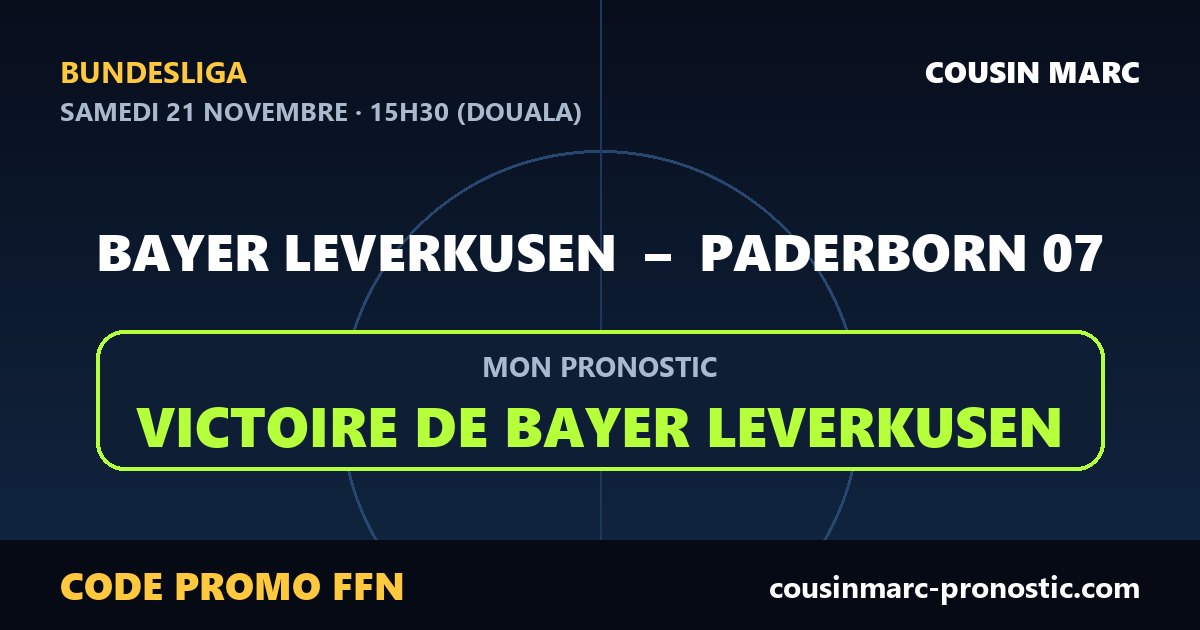 BUNDESLIGA
COUSIN MARC
SAMEDI 21 NOVEMBRE · 15H30 (DOUALA)
BAYER LEVERKUSEN – PADERBORN 07
MON PRONOSTIC
VICTOIRE DE BAYER LEVERKUSEN
CODE PROMO FFN
cousinmarc-pronostic.com